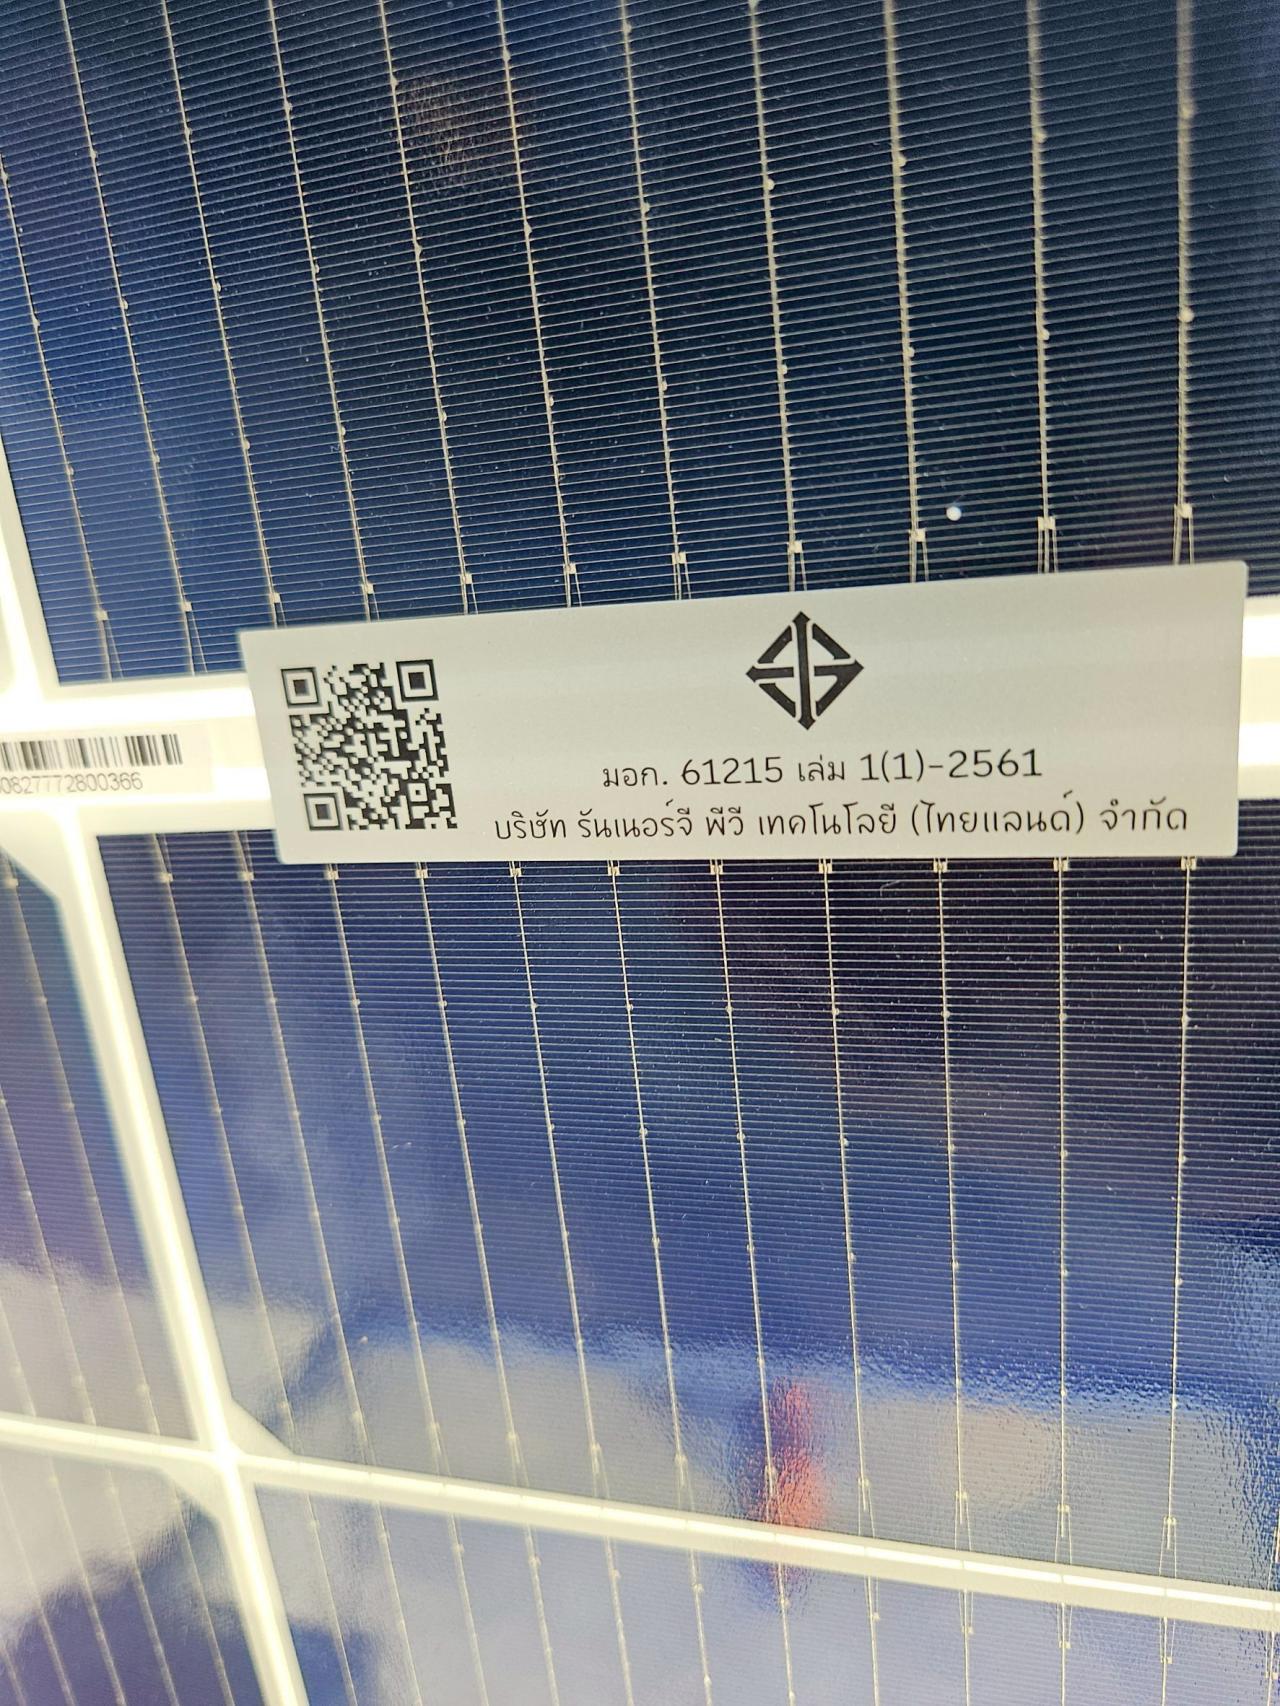 มอก. 61215 เล่ม 1(1)-2561
บริษัท รันเนอร์จี พีวี เทคโนโลยี (ไทยแลนด์) จำกัด
0827772800366